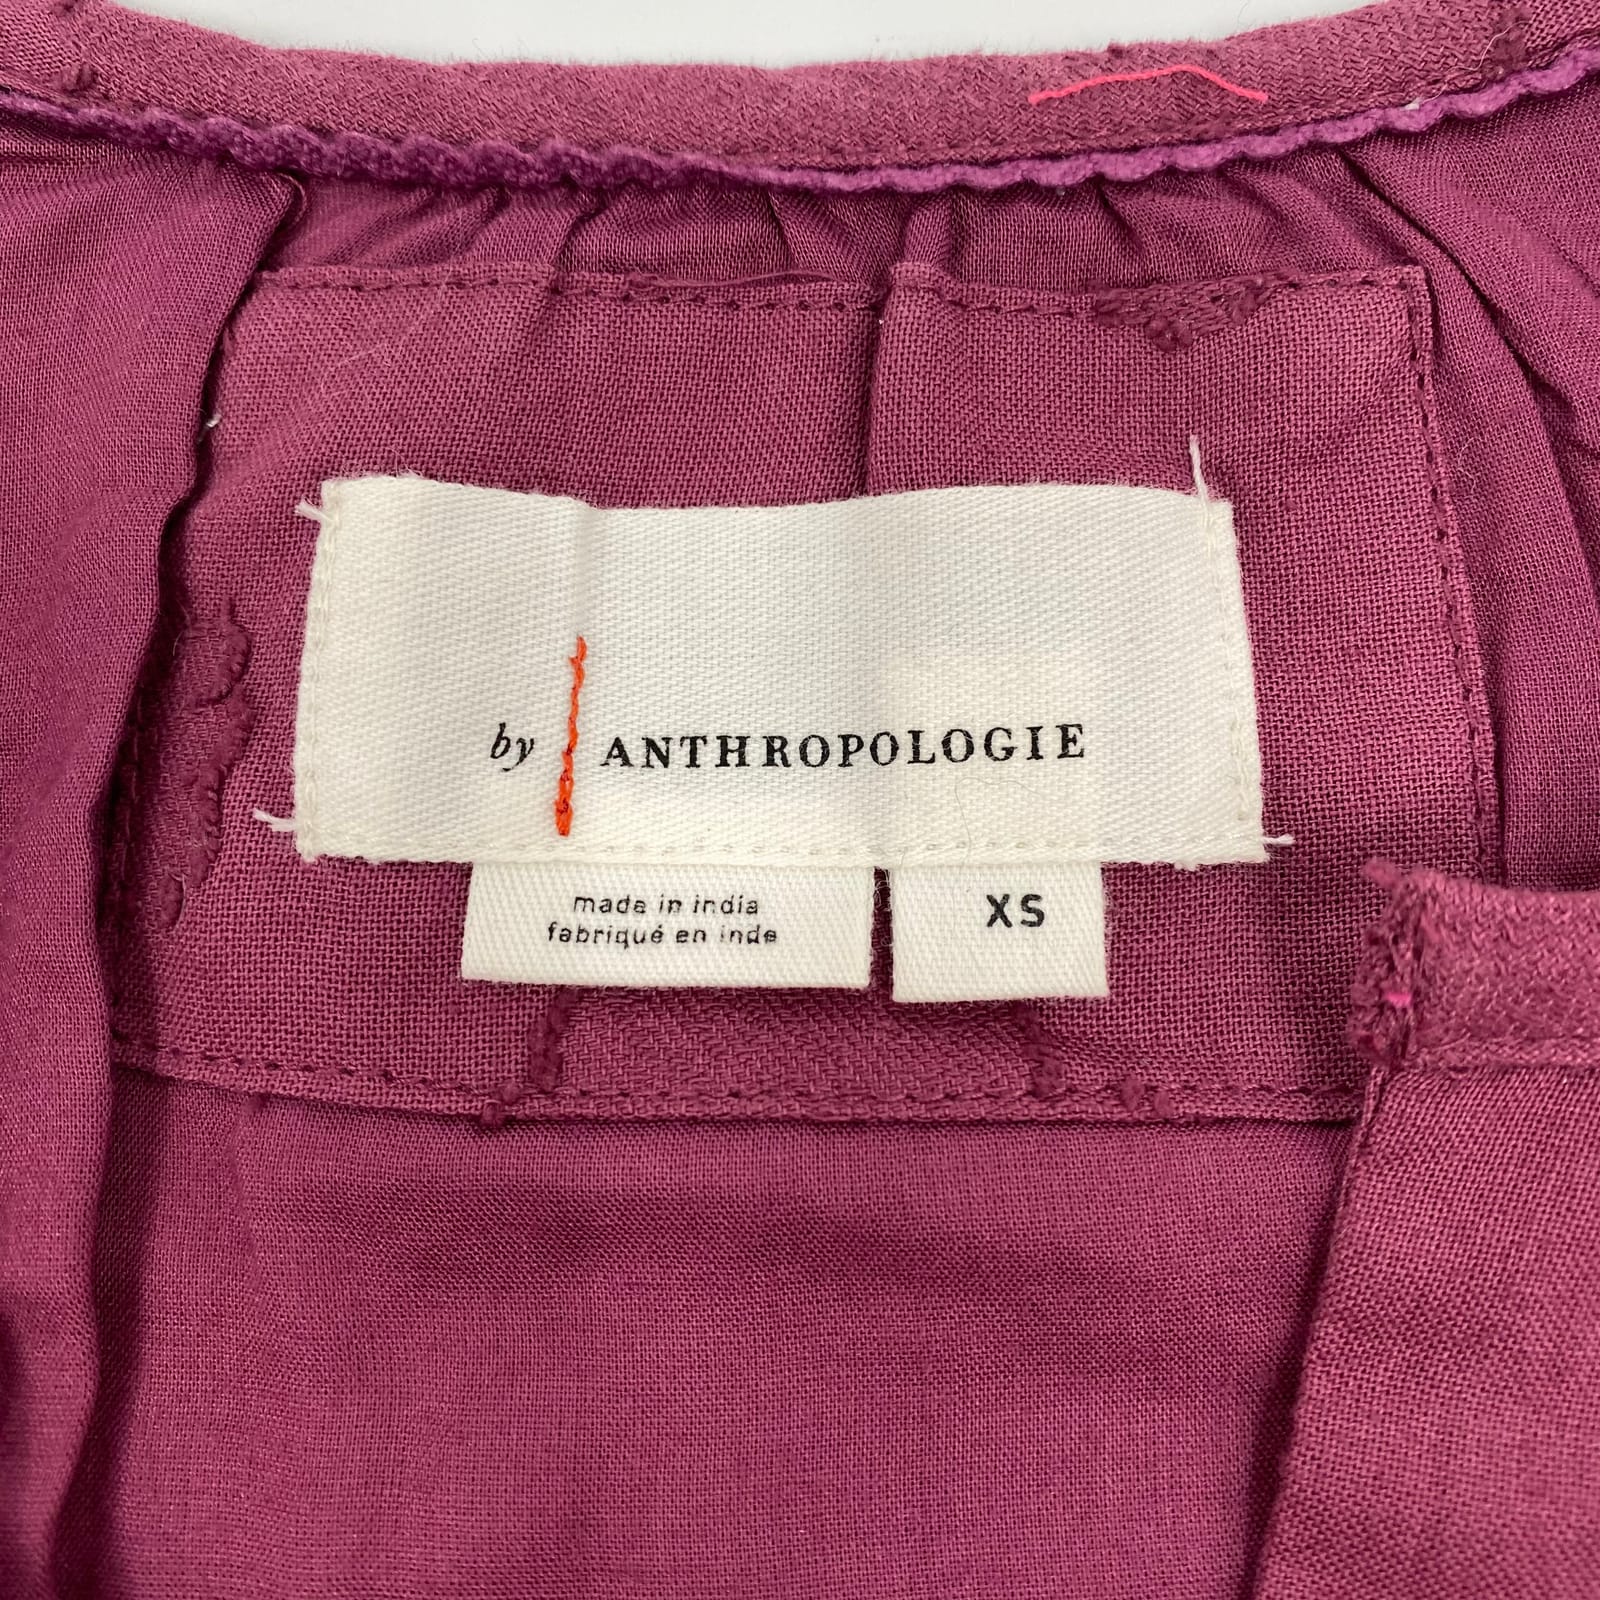 by ANTHROPOLOGIE
made in india
fabriqué en inde
XS